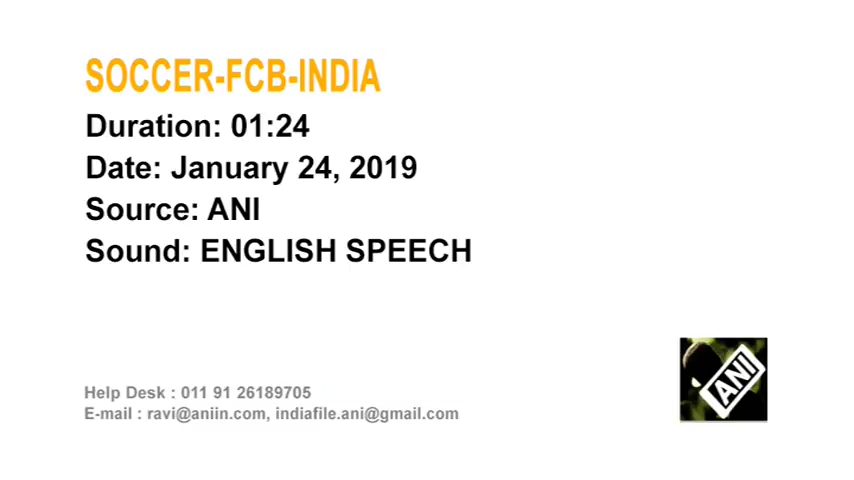 SOCCER-FCB-INDIA
Duration: 01:24
Date: January 24, 2019
Source: ANI
Sound: ENGLISH SPEECH
Help Desk : 011 91 26189705
E-mail : ravi@aniin.com, indiafile.ani@gmail.com
ANI